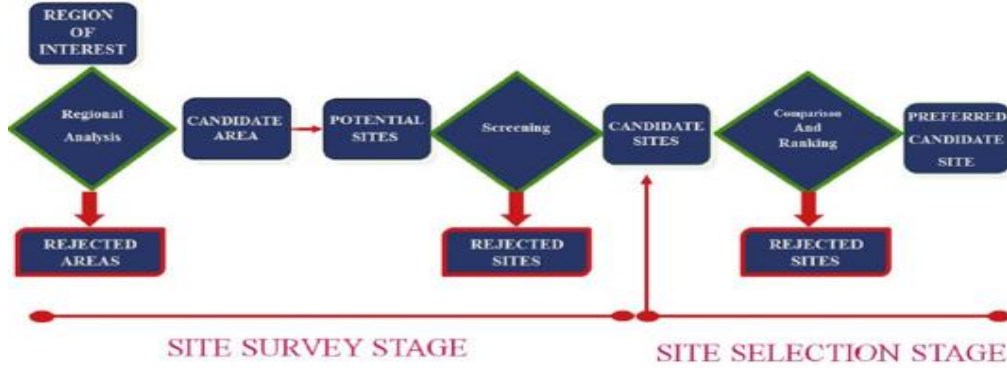 REGION
OF
INTEREST
Regional
Analysis
CANDIDATE
AREA
POTENTIAL
SITES
Screening
CANDIDATE
SITES
Comparison
And
Ranking
PREFERRED
CANDIDATE
SITE
REJECTED
AREAS
REJECTED
SITES
REJECTED
SITES
SITE SURVEY STAGE
SITE SELECTION STAGE